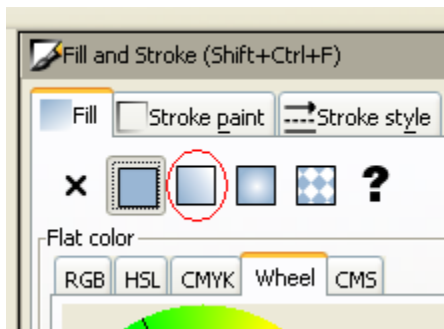 Fill and Stroke (Shift+Ctrl+F)
Fill Stroke paint Stroke style
?
Flat color
RGB HSL CMYK Wheel CMS